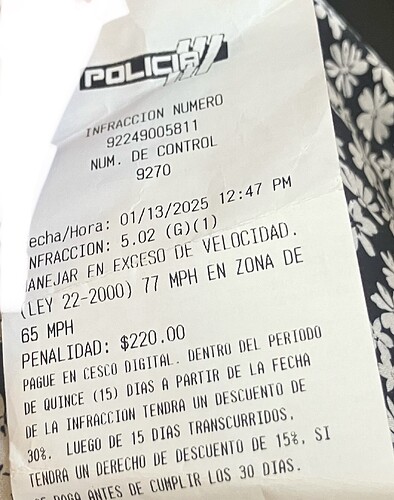 POLICIA
INFRACCION NUMERO
92249005811
NUM. DE CONTROL
9270
echa/Hora: 01/13/2025 12:47 PM
NFRACCION: 5.02 (G)(1)
ANEJAR EN EXCESO DE VELOCIDAD.
(LEY 22-2000) 77 MPH EN ZONA DE
65 MPH
PENALIDAD: $220.00
PAGUE EN CESCO DIGITAL. DENTRO DEL PERIODO
DE QUINCE (15) DIAS A PARTIR DE LA FECHA
DE LA INFRACCION TENDRA UN DESCUENTO DE
30%. LUEGO DE 15 DIAS TRANSCURRIDOS,
TENDRA UN DERECHO DE DESCUENTO DE 15%, SI
PAGA ANTES DE CUMPLIR LOS 30 DIAS.